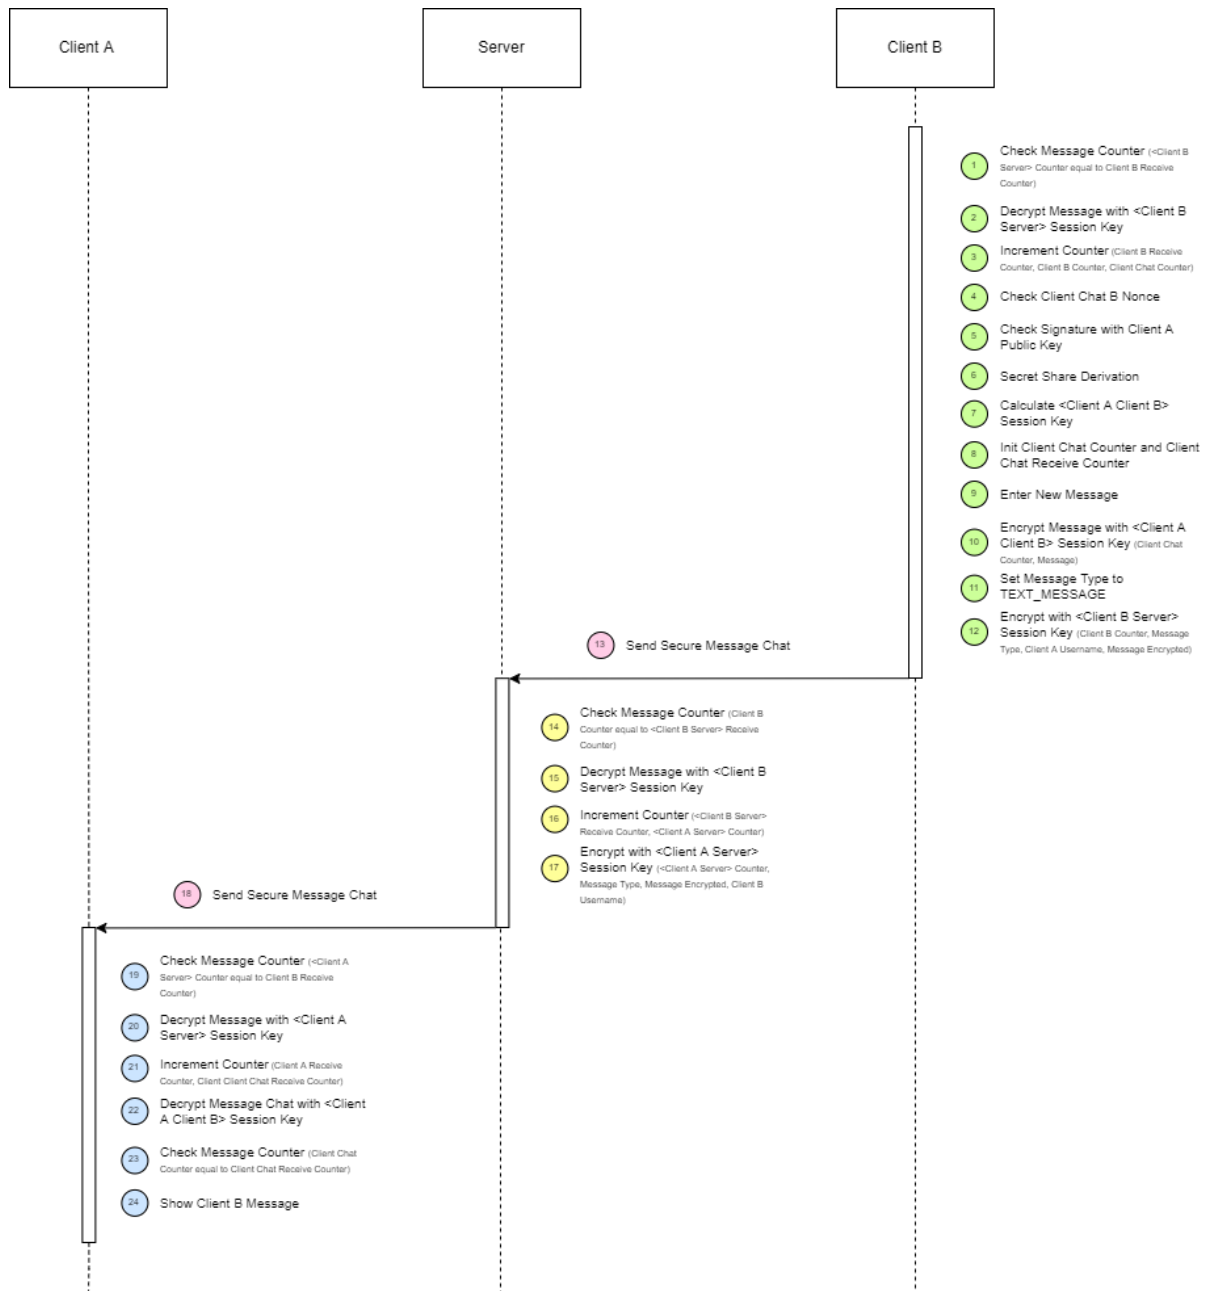 Client A
Server
Client B
1
Check Message Counter (<Client B
Server> Counter equal to Client B Receive
Counter)
2
Decrypt Message with <Client B
Server> Session Key
3
Increment Counter (Client B Receive
Counter, Client B Counter, Client Chat Counter)
4
Check Client Chat B Nonce
5
Check Signature with Client A
Public Key
6
Secret Share Derivation
7
Calculate <Client A Client B>
Session Key
8
Init Client Chat Counter and Client
Chat Receive Counter
9
Enter New Message
10
Encrypt Message with <Client A
Client B> Session Key (Client Chat
Counter, Message)
11
Set Message Type to
TEXT_MESSAGE
12
Encrypt with <Client B Server>
Session Key (Client B Counter, Message
Type, Client A Username, Message Encrypted)
13
Send Secure Message Chat
14
Check Message Counter (Client B
Counter equal to <Client B Server> Receive
Counter)
15
Decrypt Message with <Client B
Server> Session Key
16
Increment Counter (<Client B Server>
Receive Counter, <Client A Server> Counter)
17
Encrypt with <Client A Server>
Session Key (<Client A Server> Counter,
Message Type, Message Encrypted, Client B
Username)
18
Send Secure Message Chat
19
Check Message Counter (<Client A
Server> Counter equal to Client B Receive
Counter)
20
Decrypt Message with <Client A
Server> Session Key
21
Increment Counter (Client A Receive
Counter, Client Client Chat Receive Counter)
22
Decrypt Message Chat with <Client
A Client B> Session Key
23
Check Message Counter (Client Chat
Counter equal to Client Chat Receive Counter)
24
Show Client B Message